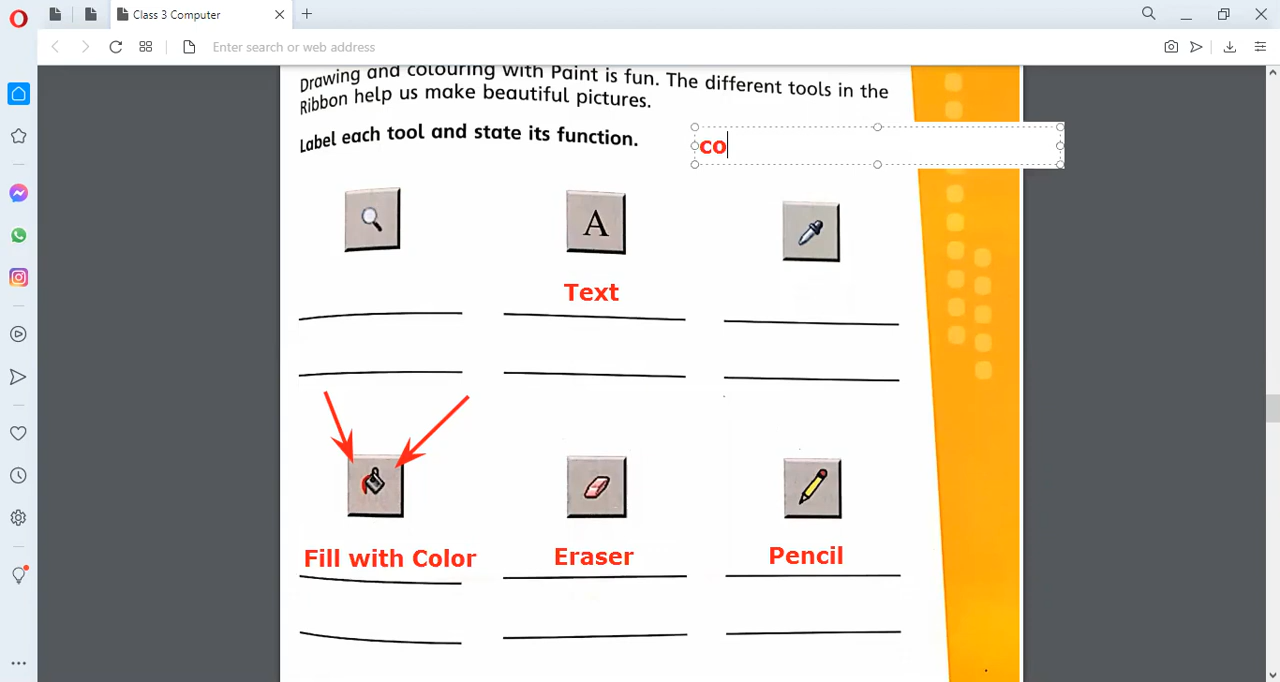 Class 3 Computer
Enter search or web address
Drawing and colouring with Paint is fun. The different tools in the
Ribbon help us make beautiful pictures.
Label each tool and state its function.
co
A
Text
Fill with Color
Eraser
Pencil